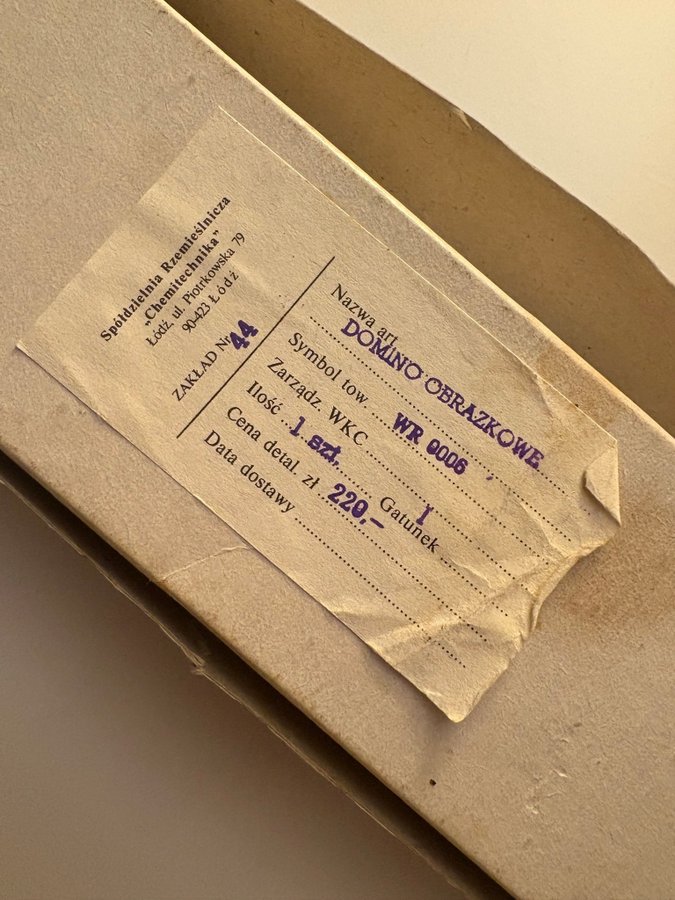 Spółdzielnia Rzemieślnicza
„Chemitechnika”
Łódź ul. Piotrkowska 79
90-423 Łódź
ZAKŁAD Nr 44
Nazwa art.
DOMINO OBRAZKOWE
Symbol tow. WR 0006
Zarządz. WKC
Ilość 1 szt. Gatunek I
Cena detal. zł 220,-
Data dostawy